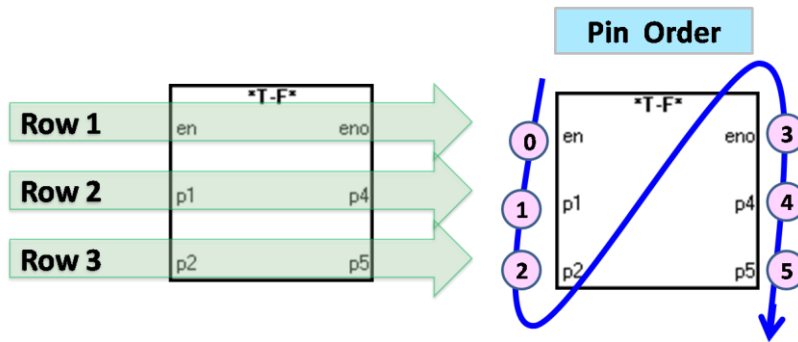 Pin Order
*T-F*
Row 1 en eno
Row 2 p1 p4
Row 3 p2 p5
*T-F*
0 en eno 3
1 p1 p4 4
2 p2 p5 5